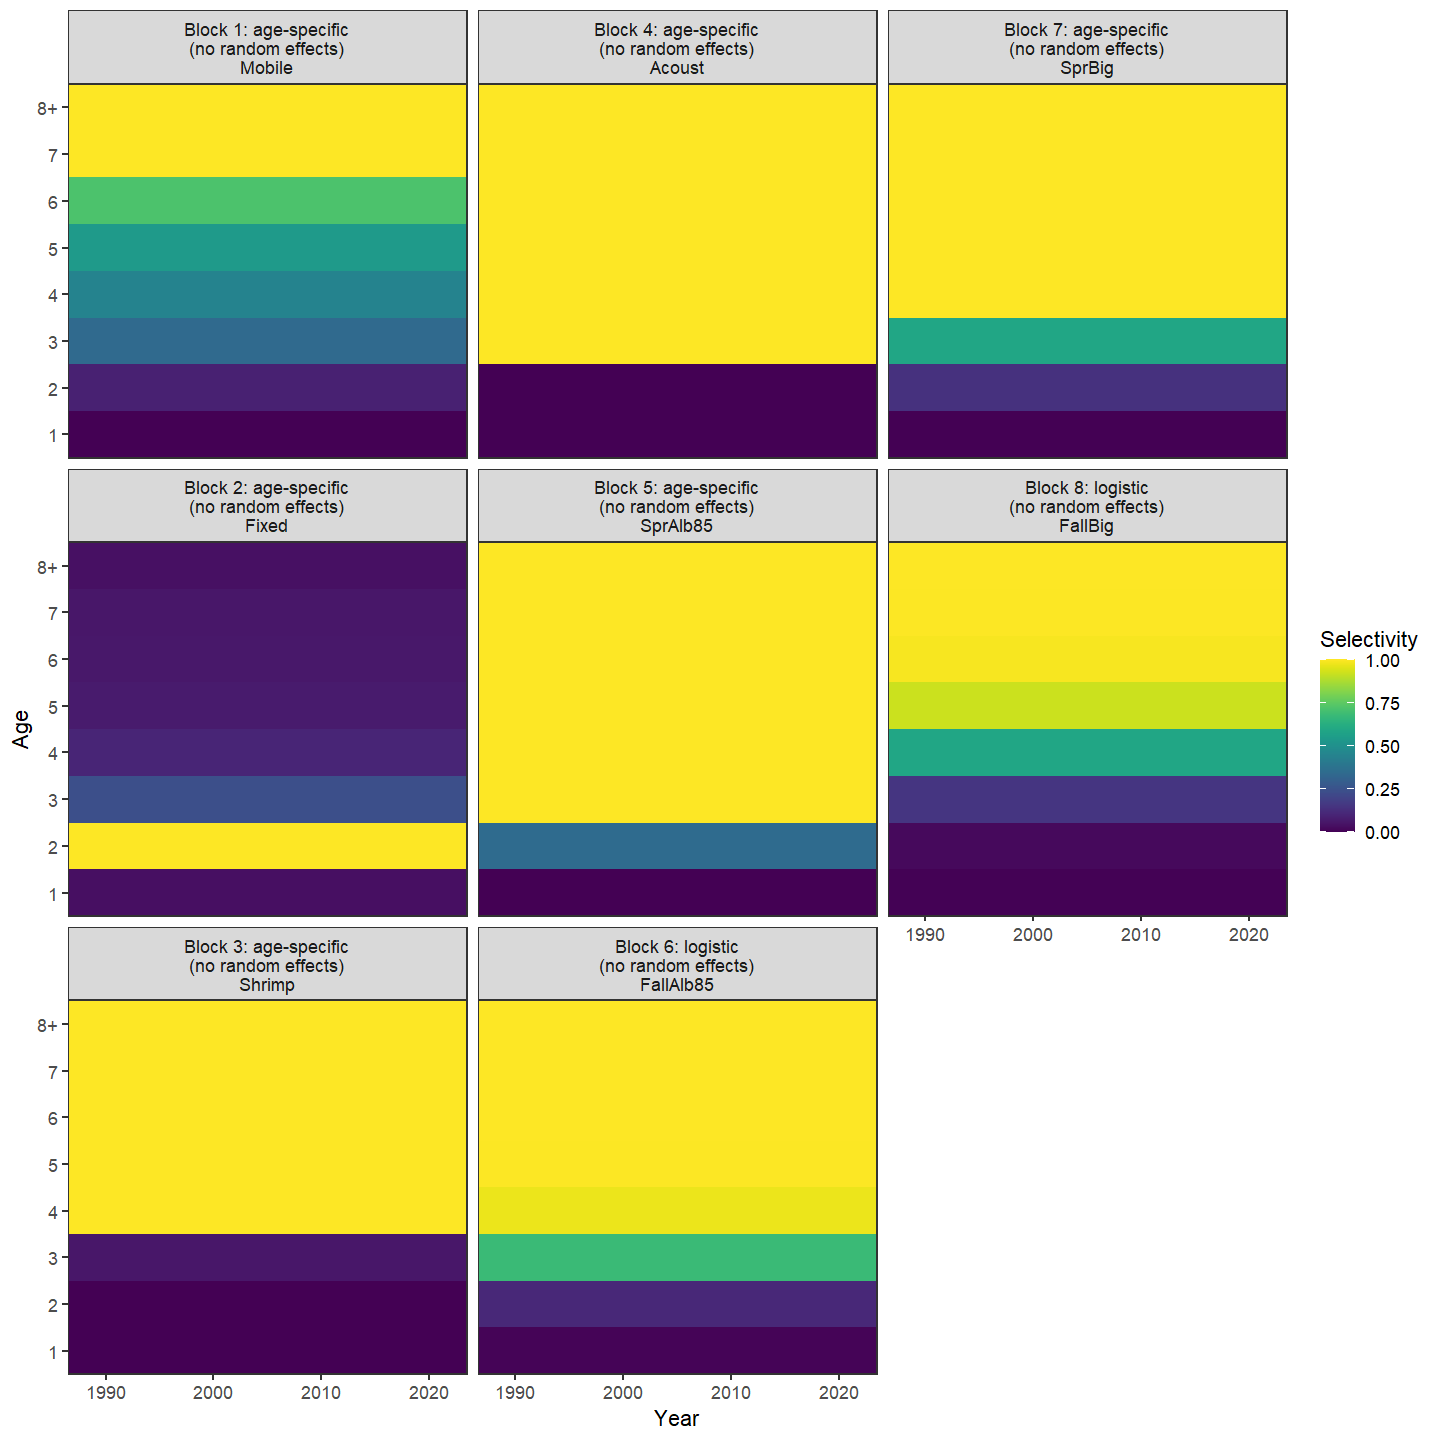 Block 1: age-specific
(no random effects)
Mobile
Block 4: age-specific
(no random effects)
Acoust
Block 7: age-specific
(no random effects)
SprBig
8+
7
6
5
4
3
2
1
Block 2: age-specific
(no random effects)
Fixed
Block 5: age-specific
(no random effects)
SprAlb85
Block 8: logistic
(no random effects)
FallBig
8+
7
6
5
4
3
2
1
1990 2000 2010 2020
Block 3: age-specific
(no random effects)
Shrimp
Block 6: logistic
(no random effects)
FallAlb85
8+
7
6
5
4
3
2
1
1990 2000 2010 2020
1990 2000 2010 2020
Year
Age
Selectivity
1.00
0.75
0.50
0.25
0.00